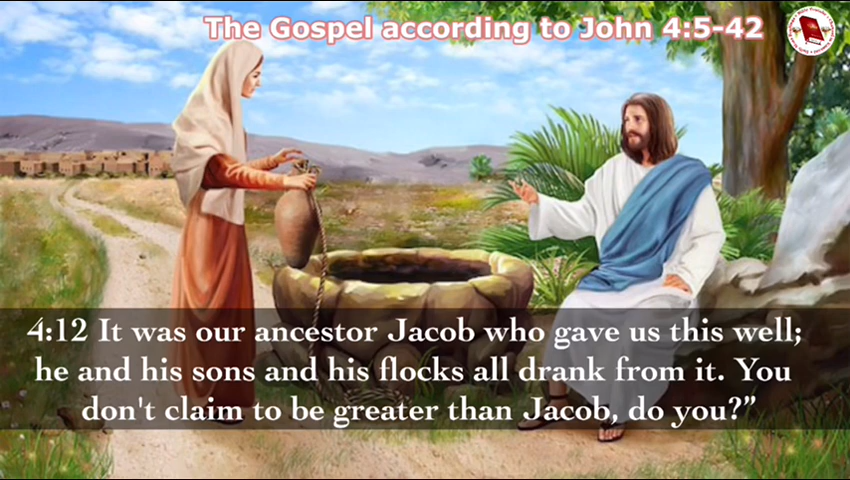 The Gospel according to John 4:5-42
4:12 It was our ancestor Jacob who gave us this well;
he and his sons and his flocks all drank from it. You
don't claim to be greater than Jacob, do you?”